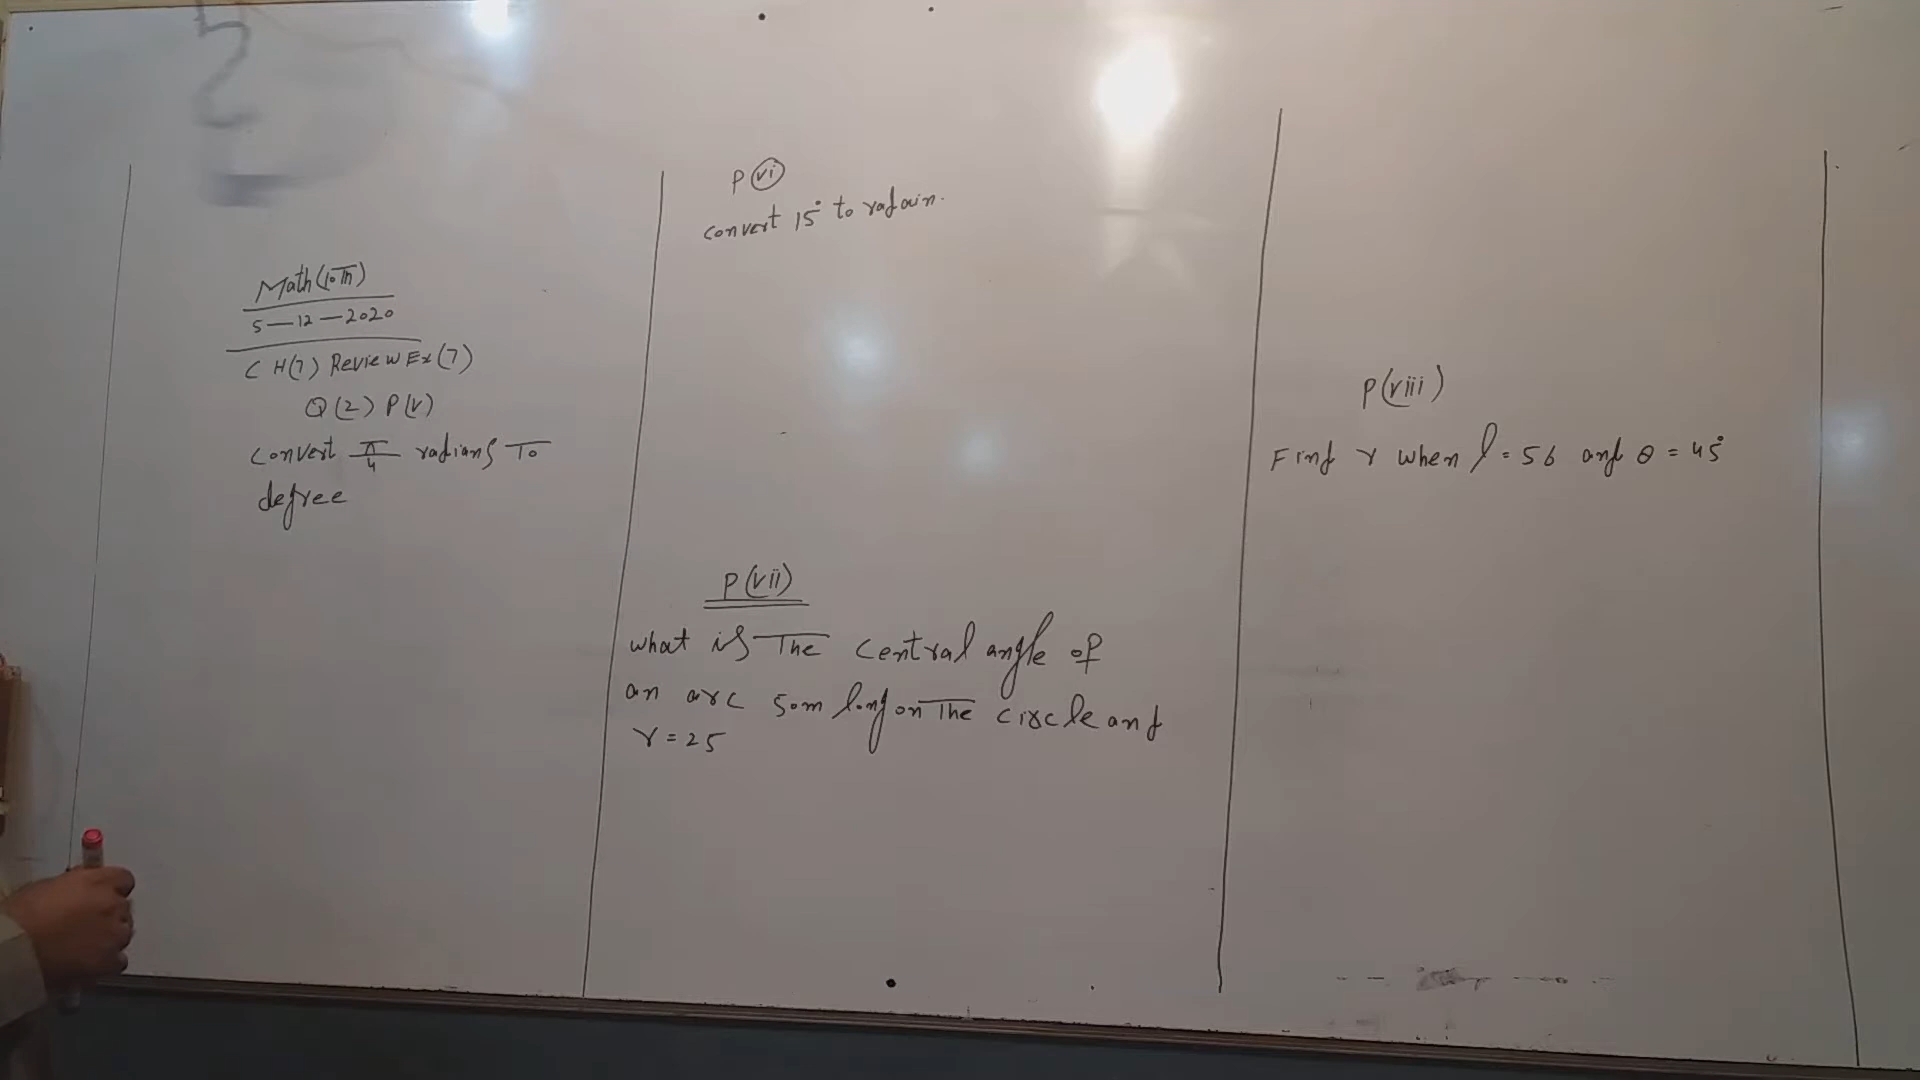 Math(10Th)
5-12-2020
CH(7) Review Ex(7)
Q(2) P(v)
convert π/4 radians To
degree
P(vi)
convert 15° to radain.
P(vii)
what is The central angle of
an arc 50m long on The circle and
r=25
P(viii)
Find r when l=56 and θ=45°